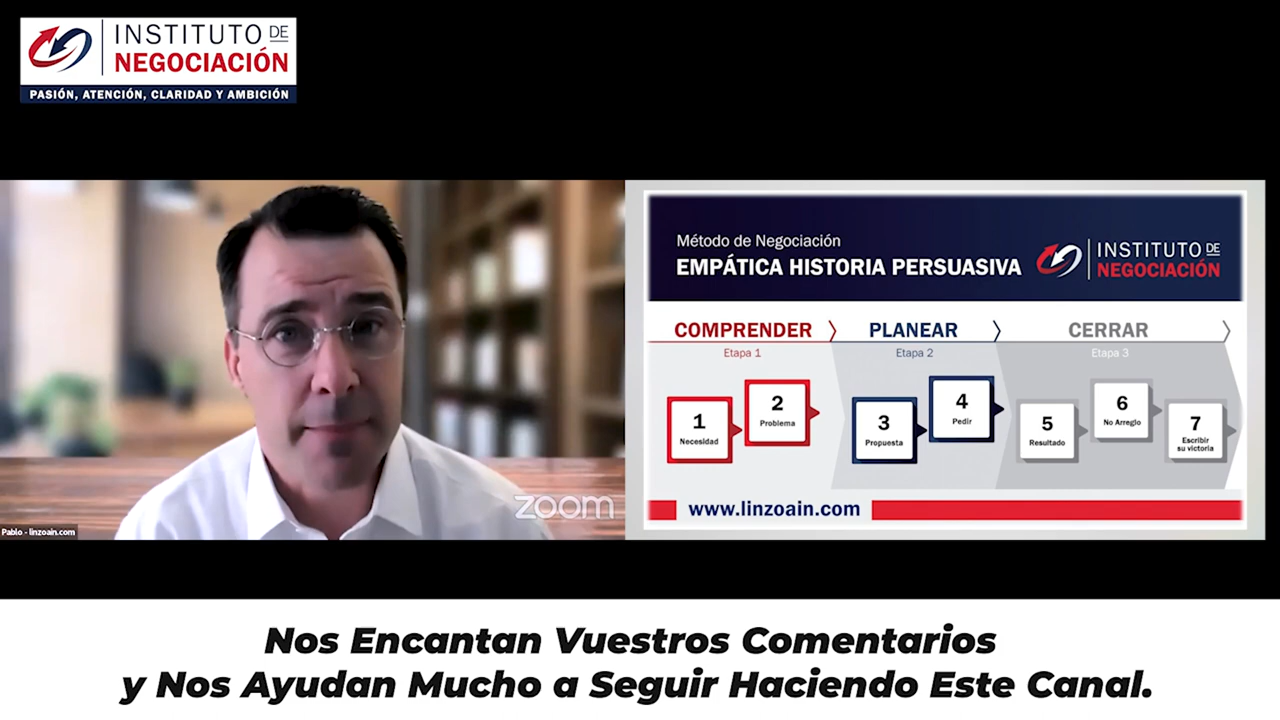 INSTITUTO DE
NEGOCIACIÓN
PASIÓN, ATENCIÓN, CLARIDAD Y AMBICIÓN
Método de Negociación
EMPÁTICA HISTORIA PERSUASIVA
INSTITUTO DE
NEGOCIACIÓN
COMPRENDER
Etapa 1
PLANEAR
Etapa 2
CERRAR
Etapa 3
1
Necesidad
2
Problema
3
Propuesta
4
Pedir
5
Resultado
6
No Arreglo
7
Escribir
su victoria
www.linzoain.com
zoom
Pablo - linzoain.com
Nos Encantan Vuestros Comentarios
y Nos Ayudan Mucho a Seguir Haciendo Este Canal.